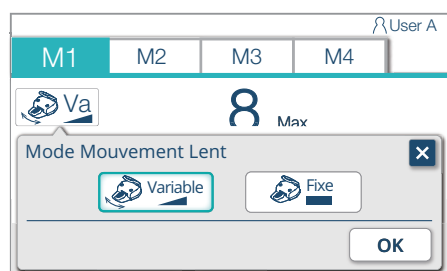 User A
M1 M2 M3 M4
Va 8 Max
Mode Mouvement Lent
Variable Fixe
OK